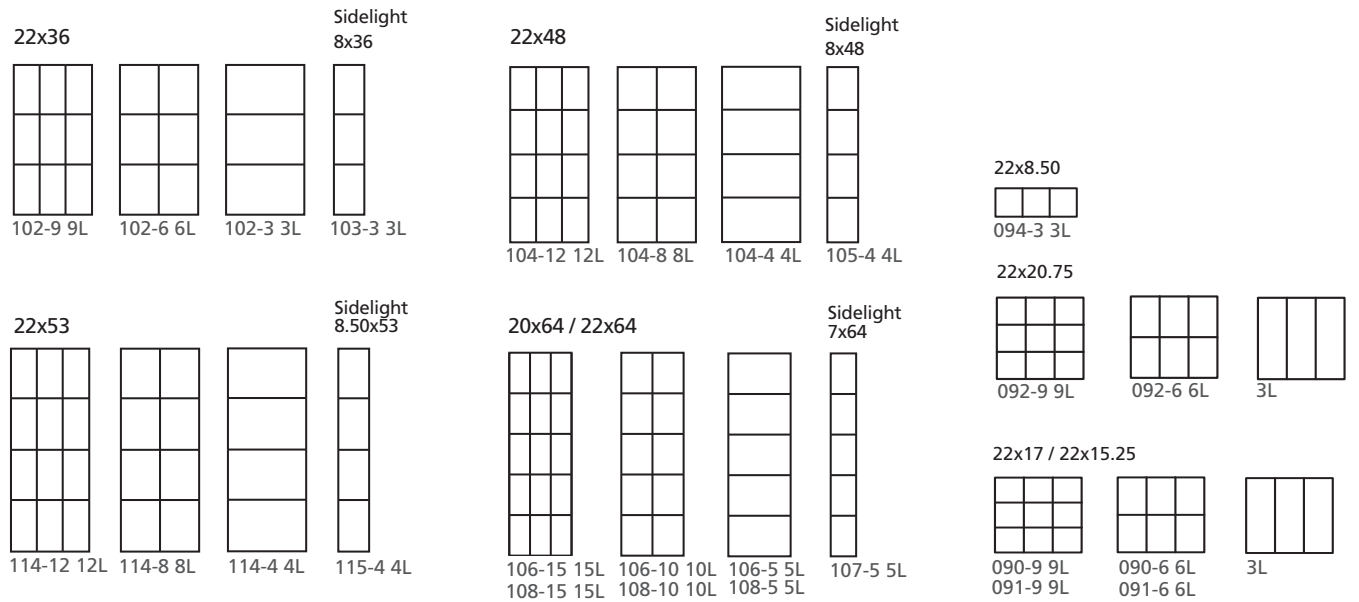 22x36
Sidelight
8x36
102-9 9L
102-6 6L
102-3 3L
103-3 3L
22x48
Sidelight
8x48
104-12 12L
104-8 8L
104-4 4L
105-4 4L
22x8.50
094-3 3L
22x20.75
092-9 9L
092-6 6L
3L
22x53
Sidelight
8.50x53
114-12 12L
114-8 8L
114-4 4L
115-4 4L
20x64 / 22x64
Sidelight
7x64
106-15 15L
108-15 15L
106-10 10L
108-10 10L
106-5 5L
108-5 5L
107-5 5L
22x17 / 22x15.25
090-9 9L
091-9 9L
090-6 6L
091-6 6L
3L